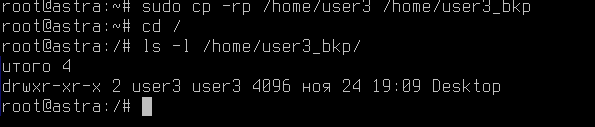 root@astra:~# sudo cp -rp /home/user3 /home/user3_bkp
root@astra:~# cd /
root@astra:/# ls -l /home/user3_bkp/
итого 4
drwxr-xr-x 2 user3 user3 4096 ноя 24 19:09 Desktop
root@astra:/#